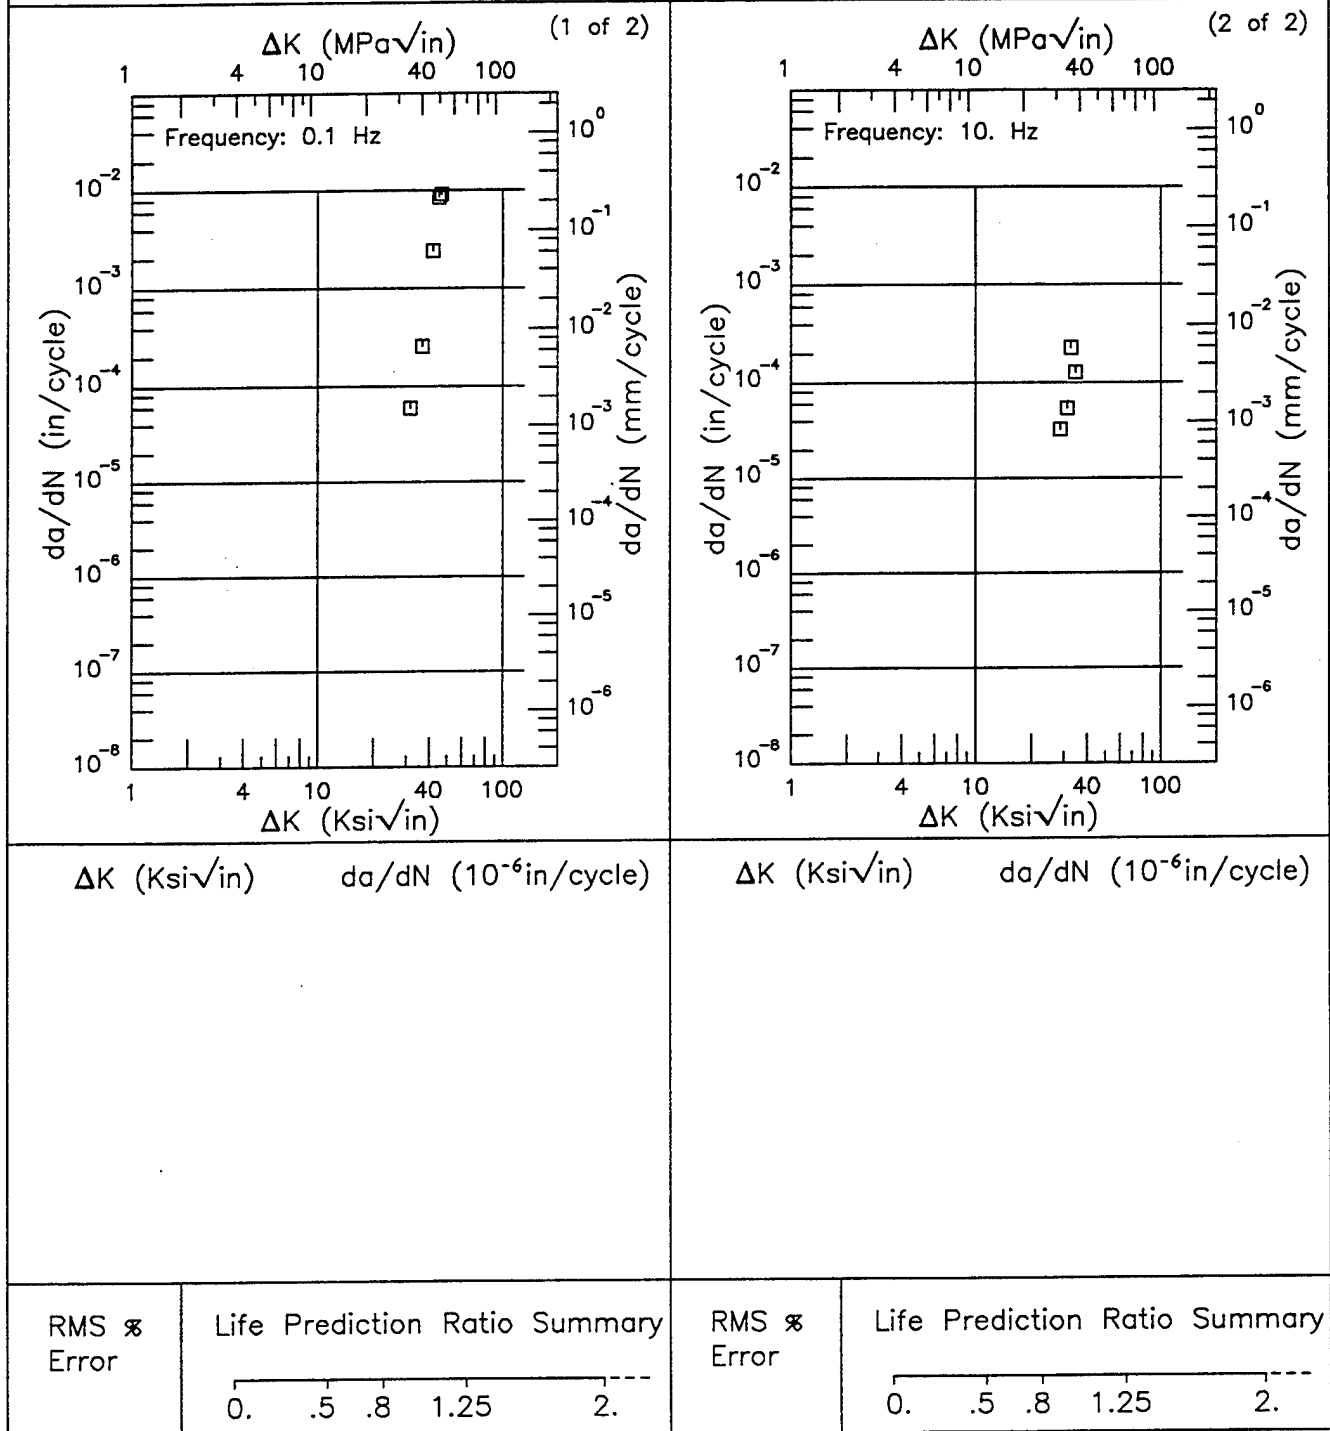 (1 of 2)
ΔK (MPa√in)
1 4 10 40 100
Frequency: 0.1 Hz
10⁰
10⁻¹
10⁻²
10⁻³
10⁻⁴
10⁻⁵
10⁻⁶
da/dN (mm/cycle)
10⁻²
10⁻³
10⁻⁴
10⁻⁵
10⁻⁶
10⁻⁷
10⁻⁸
da/dN (in/cycle)
1 4 10 40 100
ΔK (Ksi√in)
(2 of 2)
ΔK (MPa√in)
1 4 10 40 100
Frequency: 10. Hz
10⁰
10⁻¹
10⁻²
10⁻³
10⁻⁴
10⁻⁵
10⁻⁶
da/dN (mm/cycle)
10⁻²
10⁻³
10⁻⁴
10⁻⁵
10⁻⁶
10⁻⁷
10⁻⁸
da/dN (in/cycle)
1 4 10 40 100
ΔK (Ksi√in)
ΔK (Ksi√in) da/dN (10⁻⁶in/cycle)
ΔK (Ksi√in) da/dN (10⁻⁶in/cycle)
RMS %
Error
Life Prediction Ratio Summary
0. .5 .8 1.25 2.
RMS %
Error
Life Prediction Ratio Summary
0. .5 .8 1.25 2.